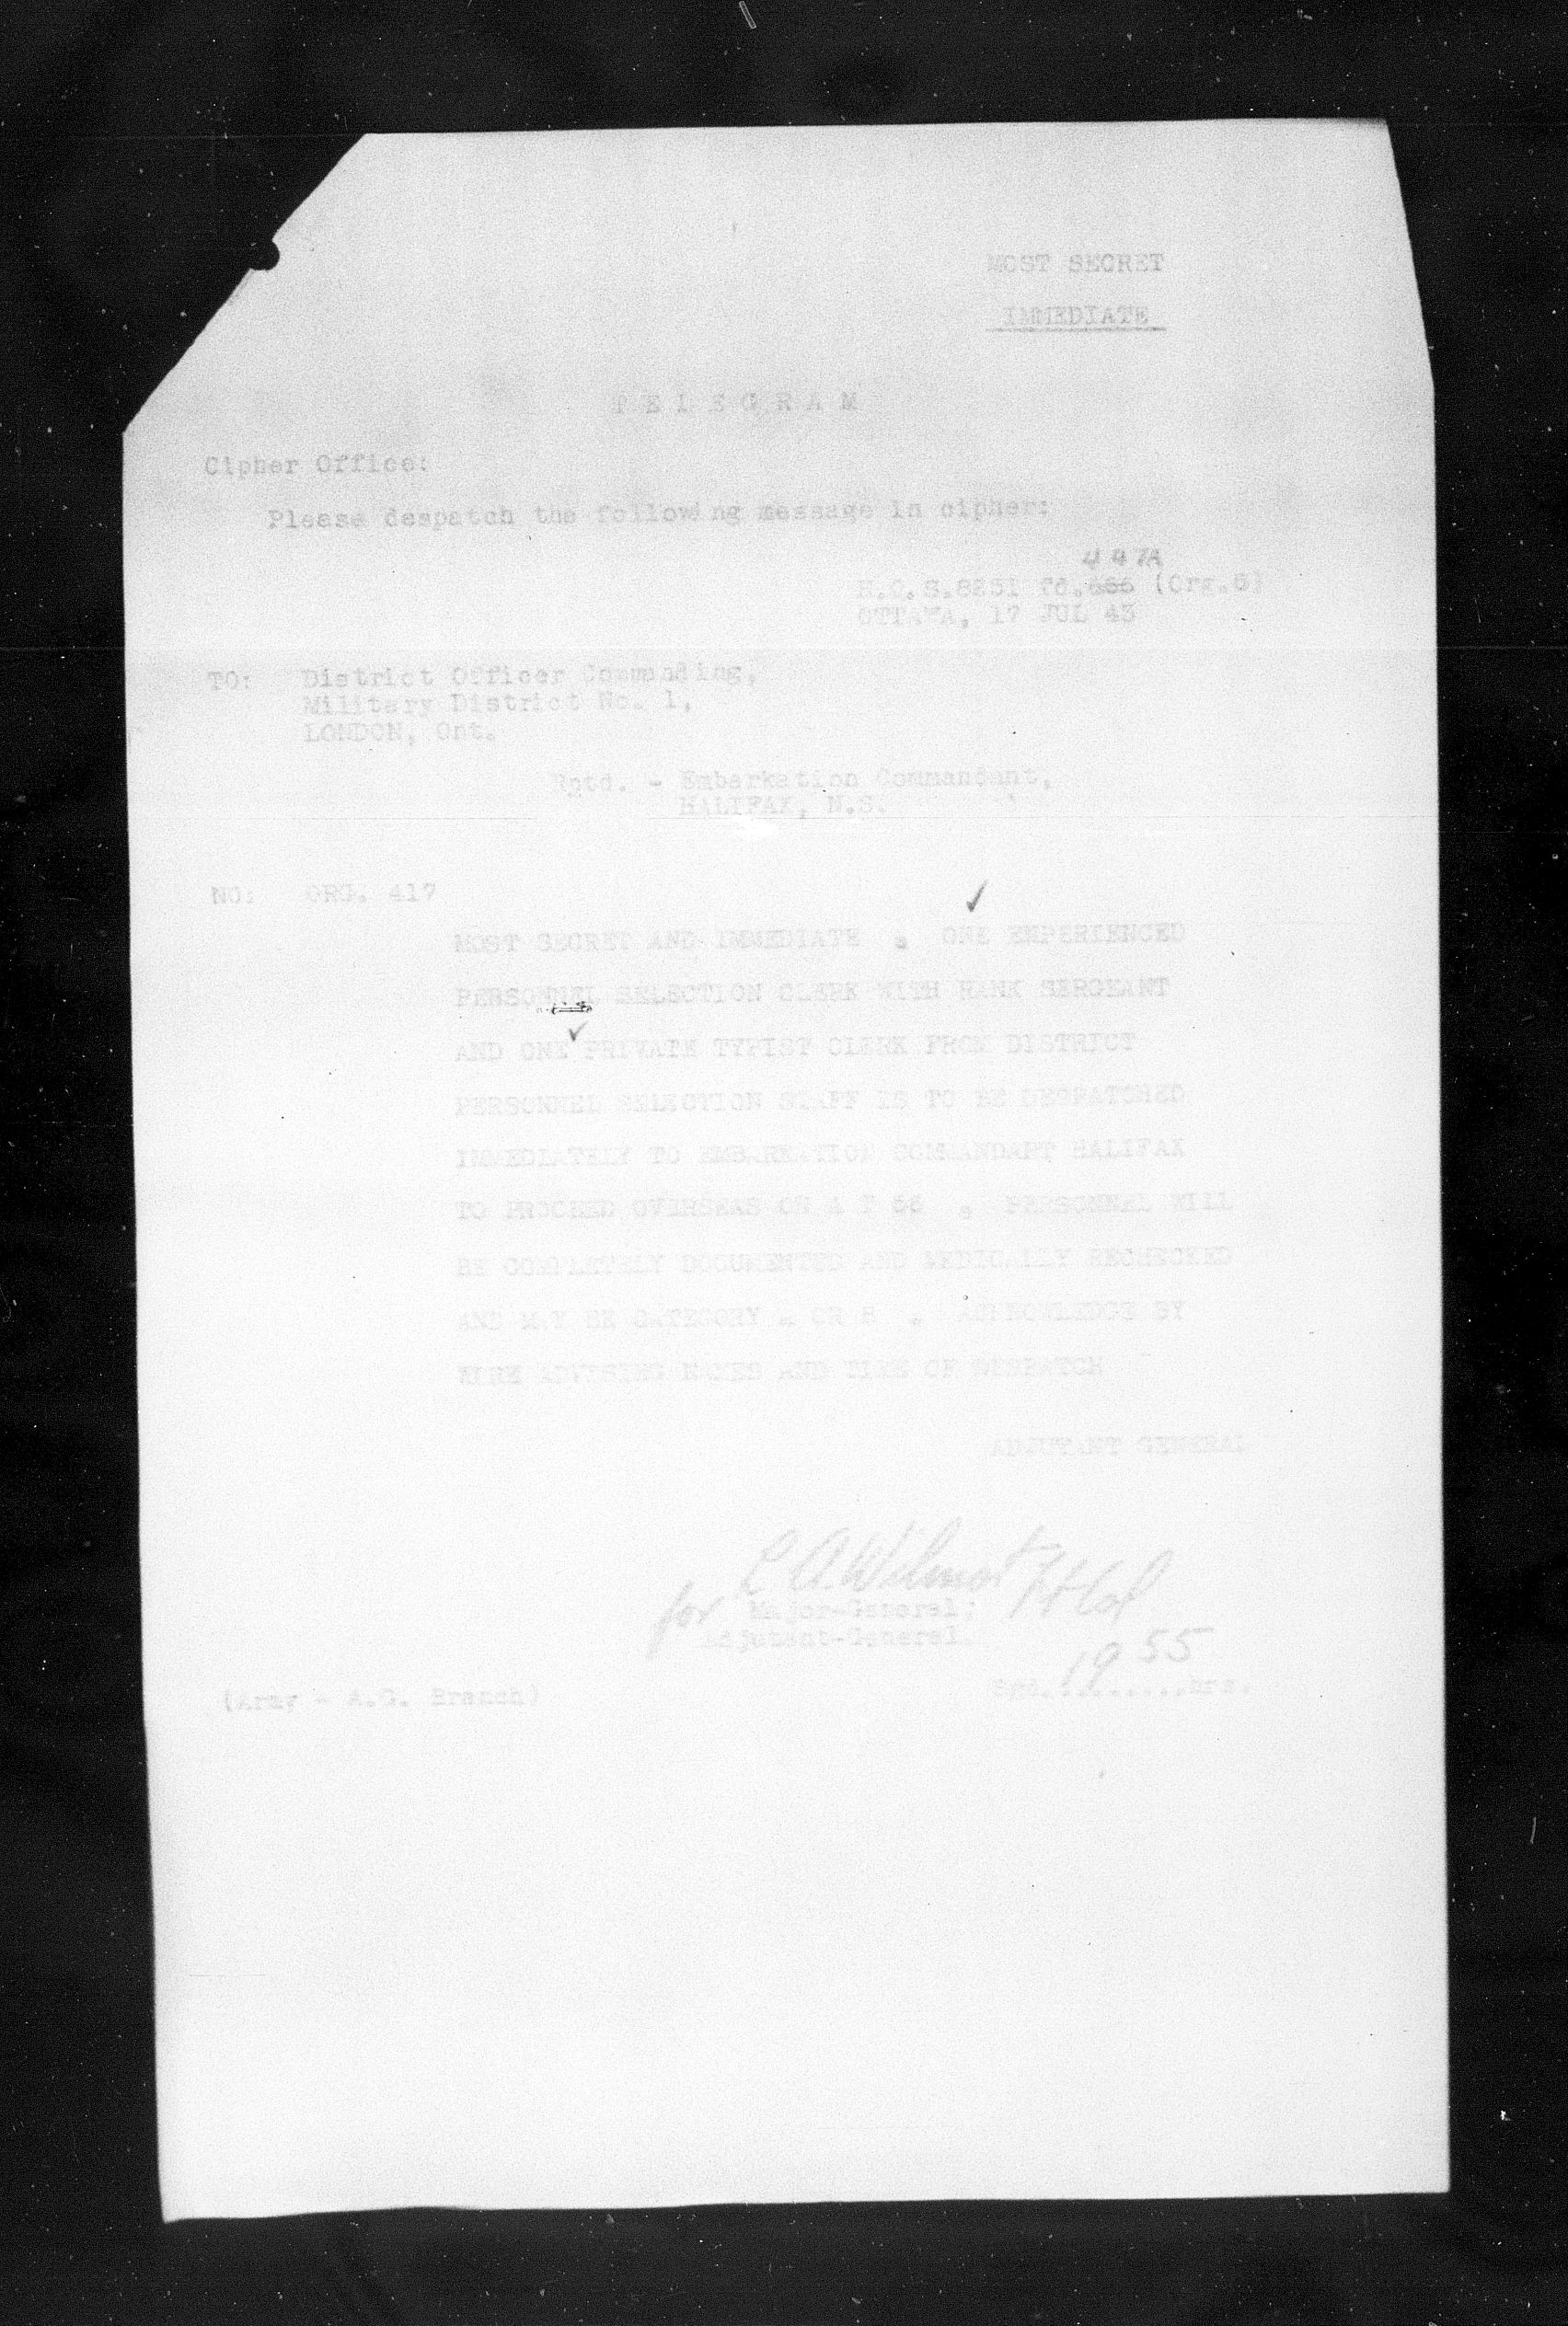 MOST SECRET
IMMEDIATE
T E L E G R A M
Cipher Office:
Please despatch the following message in cipher:
447A
H.Q.S.8851 (Org.6)
OTTAWA, 17 JUL 43
TO: District Officer Commanding,
Military District No. 1,
LONDON, Ont.
Rptd. - Embarkation Commandant,
HALIFAX, N.S.
NO: ORG. 417
MOST SECRET AND IMMEDIATE . ONE EXPERIENCED
PERSONNEL SELECTION CLERK WITH RANK SERGEANT
AND ONE PRIVATE TYPIST CLERK FROM DISTRICT
PERSONNEL SELECTION STAFF IS TO BE DESPATCHED
IMMEDIATELY TO EMBARKATION COMMANDANT HALIFAX
TO PROCEED OVERSEAS ON A T 56 . PERSONNEL WILL
BE COMPLETELY DOCUMENTED AND MEDICALLY RECHECKED
AND MAY BE CATEGORY A OR B . ACKNOWLEDGE BY
WIRE ADVISING NAMES AND TIME OF DESPATCH
ADJUTANT GENERAL
for L A. Wilmot Lt Col
Major-General,
Adjutant-General.
(Army - A.G. Branch)
Sgd. 1955 hrs.